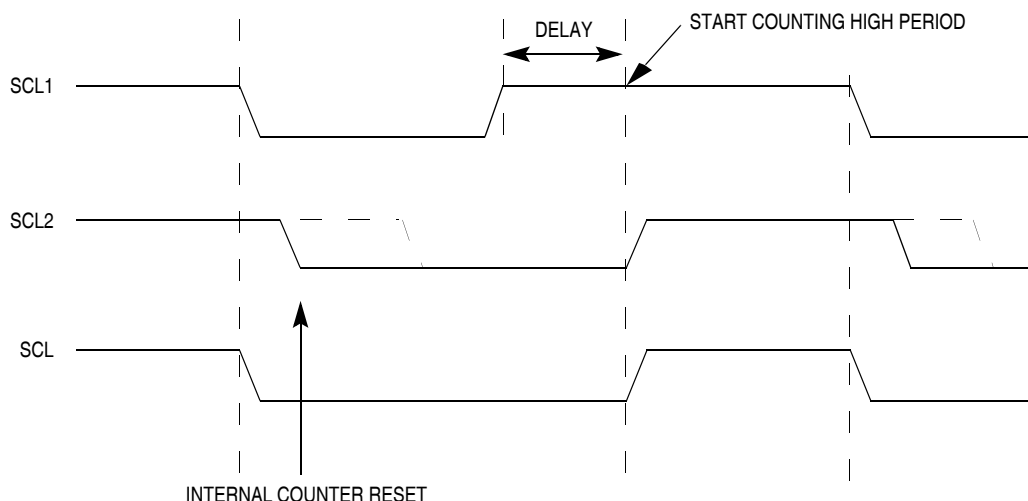 START COUNTING HIGH PERIOD
DELAY
SCL1
SCL2
SCL
INTERNAL COUNTER RESET